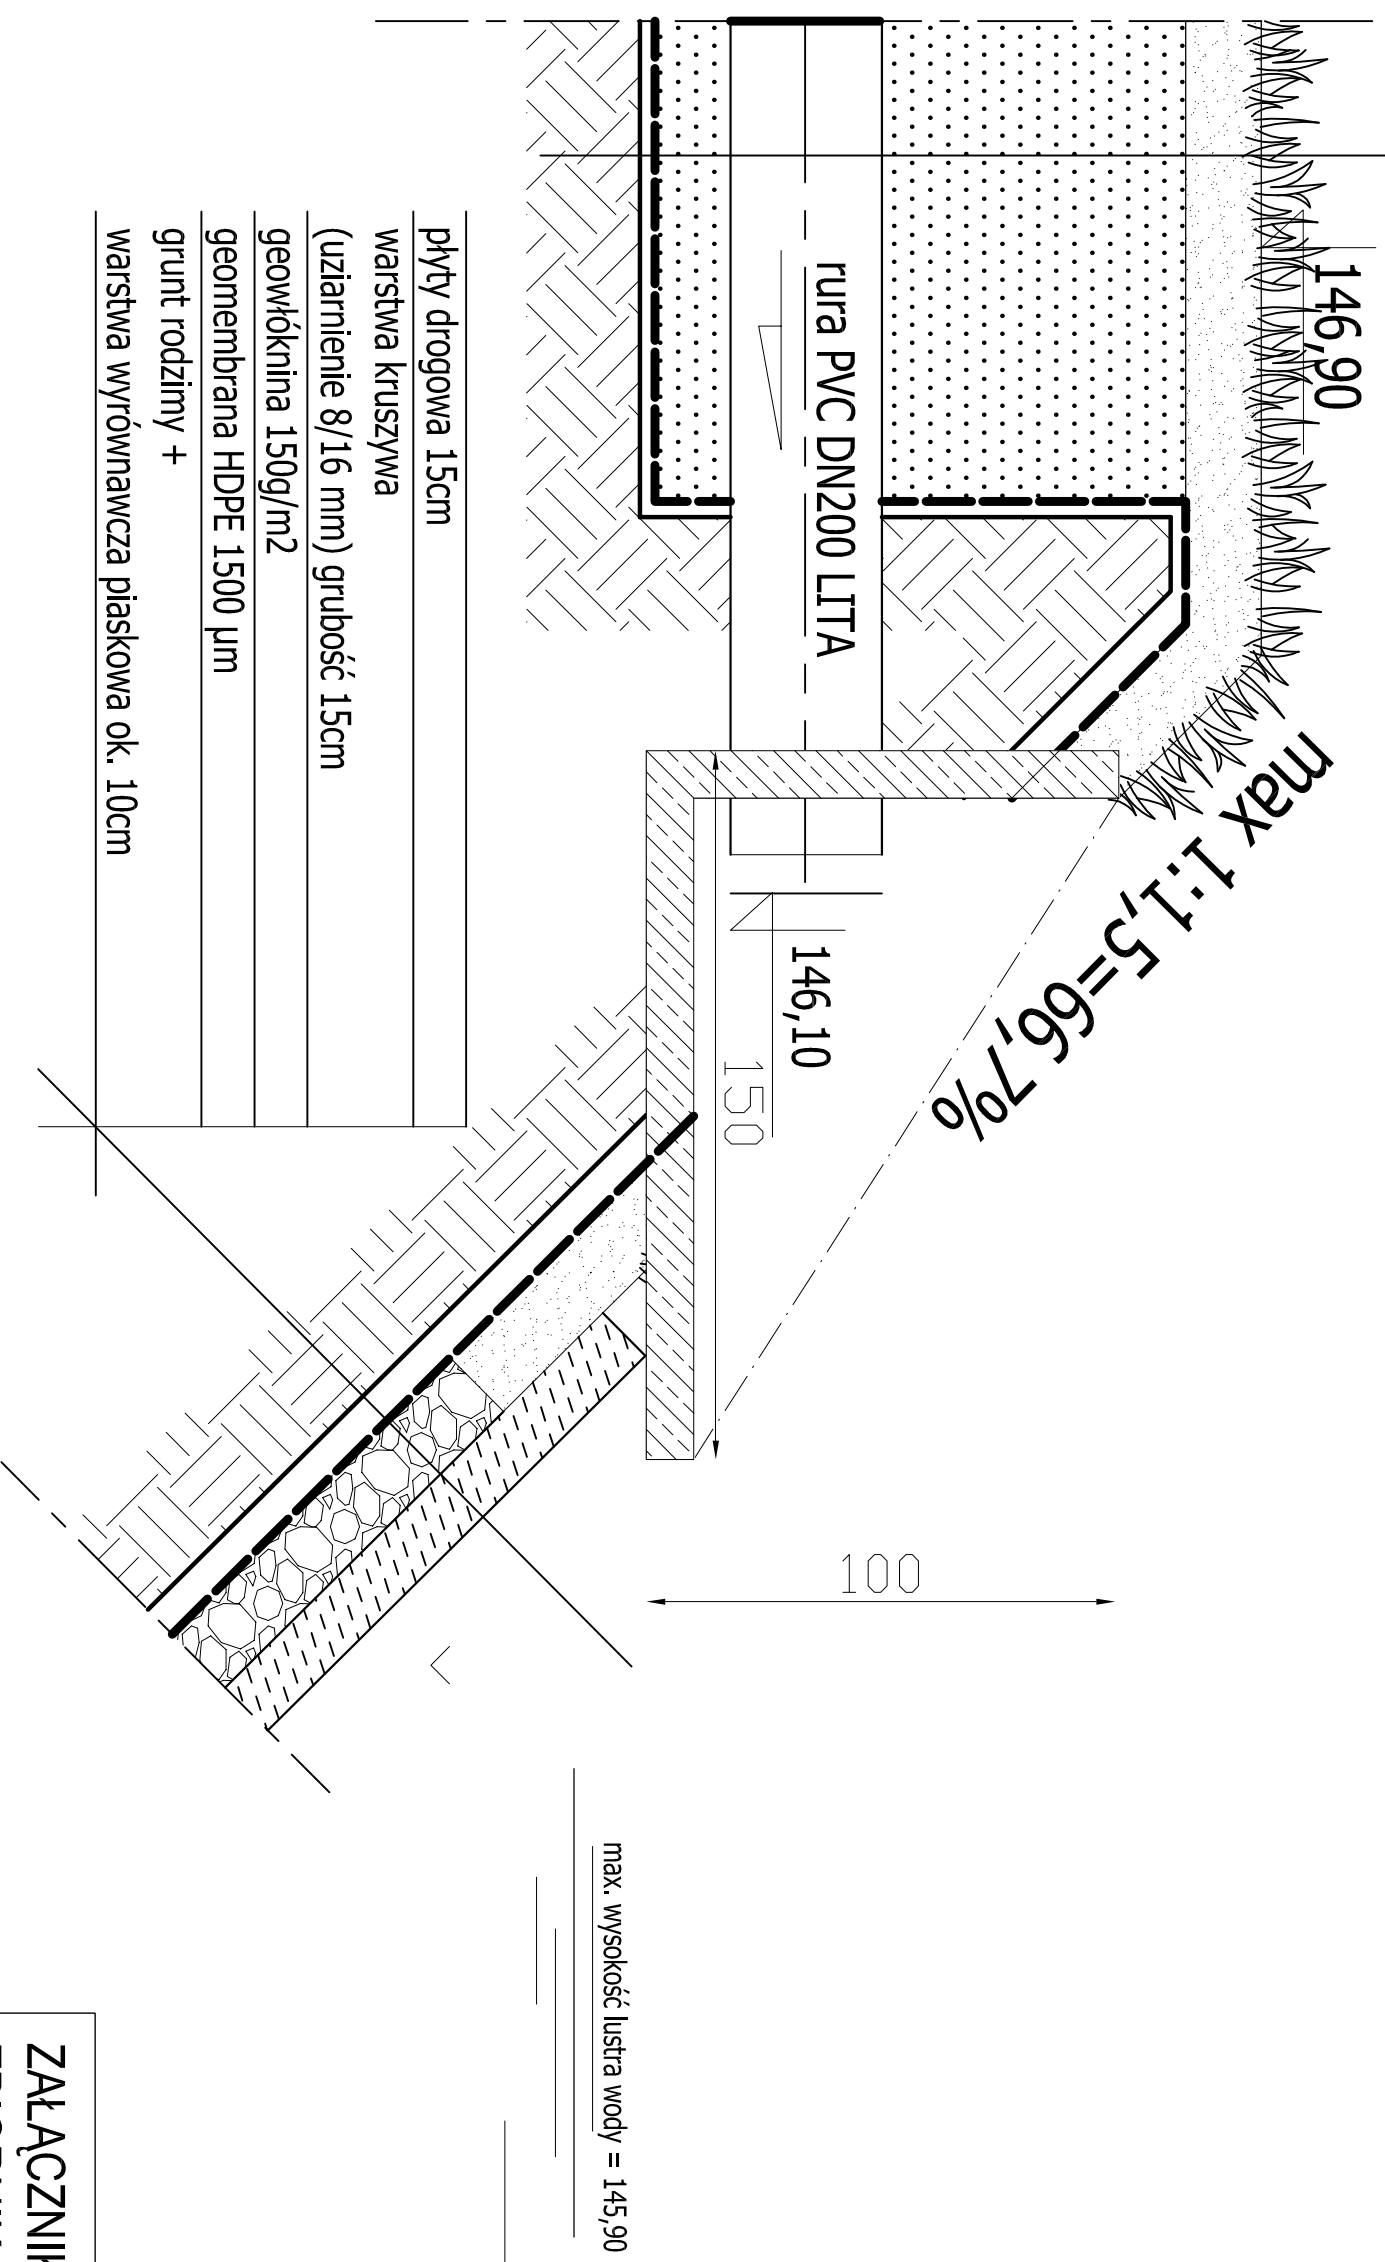 146,90
max 1:1,5=66,7%
rura PVC DN200 LITA
146,10
150
100
max. wysokość lustra wody = 145,90
płyty drogowa 15cm
warstwa kruszywa
(uziarnienie 8/16 mm) grubość 15cm
geowłóknina 150g/m2
geomembrana HDPE 1500 µm
grunt rodzimy +
warstwa wyrównawcza piaskowa ok. 10cm
ZAŁĄCZNIK